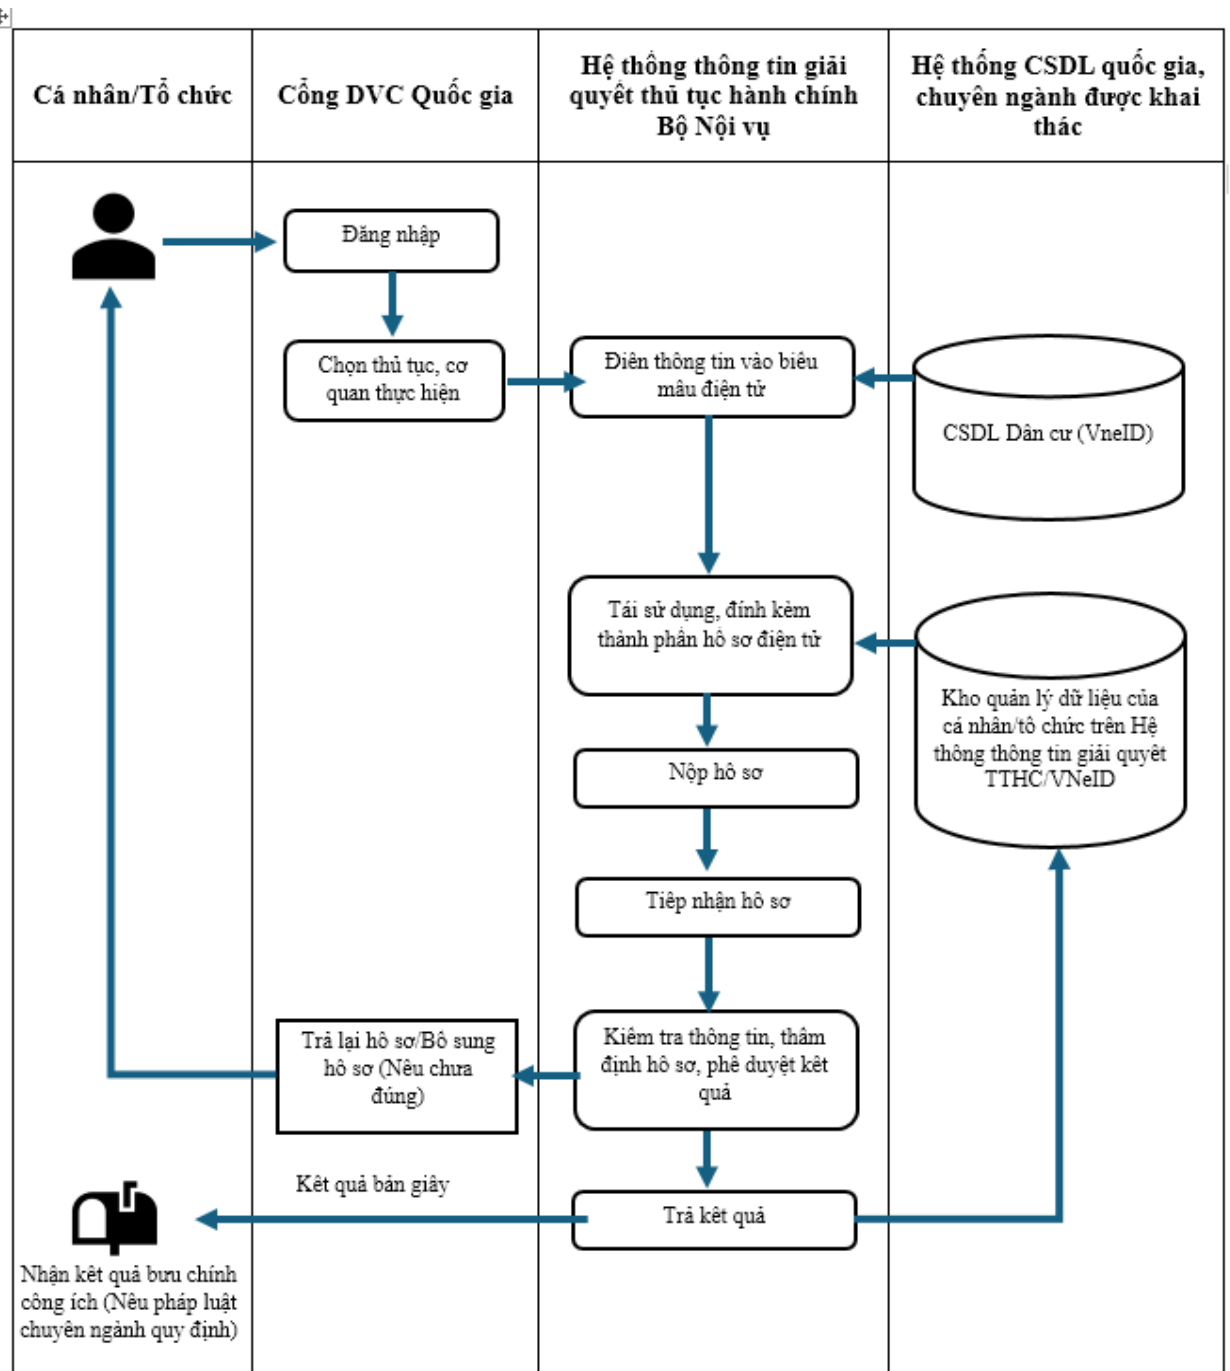 Cá nhân/Tổ chức
Cổng DVC Quốc gia
Hệ thống thông tin giải
quyết thủ tục hành chính
Bộ Nội vụ
Hệ thống CSDL quốc gia,
chuyên ngành được khai
thác
Đăng nhập
Chọn thủ tục, cơ
quan thực hiện
Điền thông tin vào biểu
mẫu điện tử
CSDL Dân cư (VneID)
Tái sử dụng, đính kèm
thành phần hồ sơ điện tử
Kho quản lý dữ liệu của
cá nhân/tổ chức trên Hệ
thông thông tin giải quyết
TTHC/VNeID
Nộp hồ sơ
Tiếp nhận hồ sơ
Kiểm tra thông tin, thẩm
định hồ sơ, phê duyệt kết
quả
Trả lại hồ sơ/Bổ sung
hồ sơ (Nếu chưa
đúng)
Kết quả bản giấy
Trả kết quả
Nhận kết quả bưu chính
công ích (Nếu pháp luật
chuyên ngành quy định)